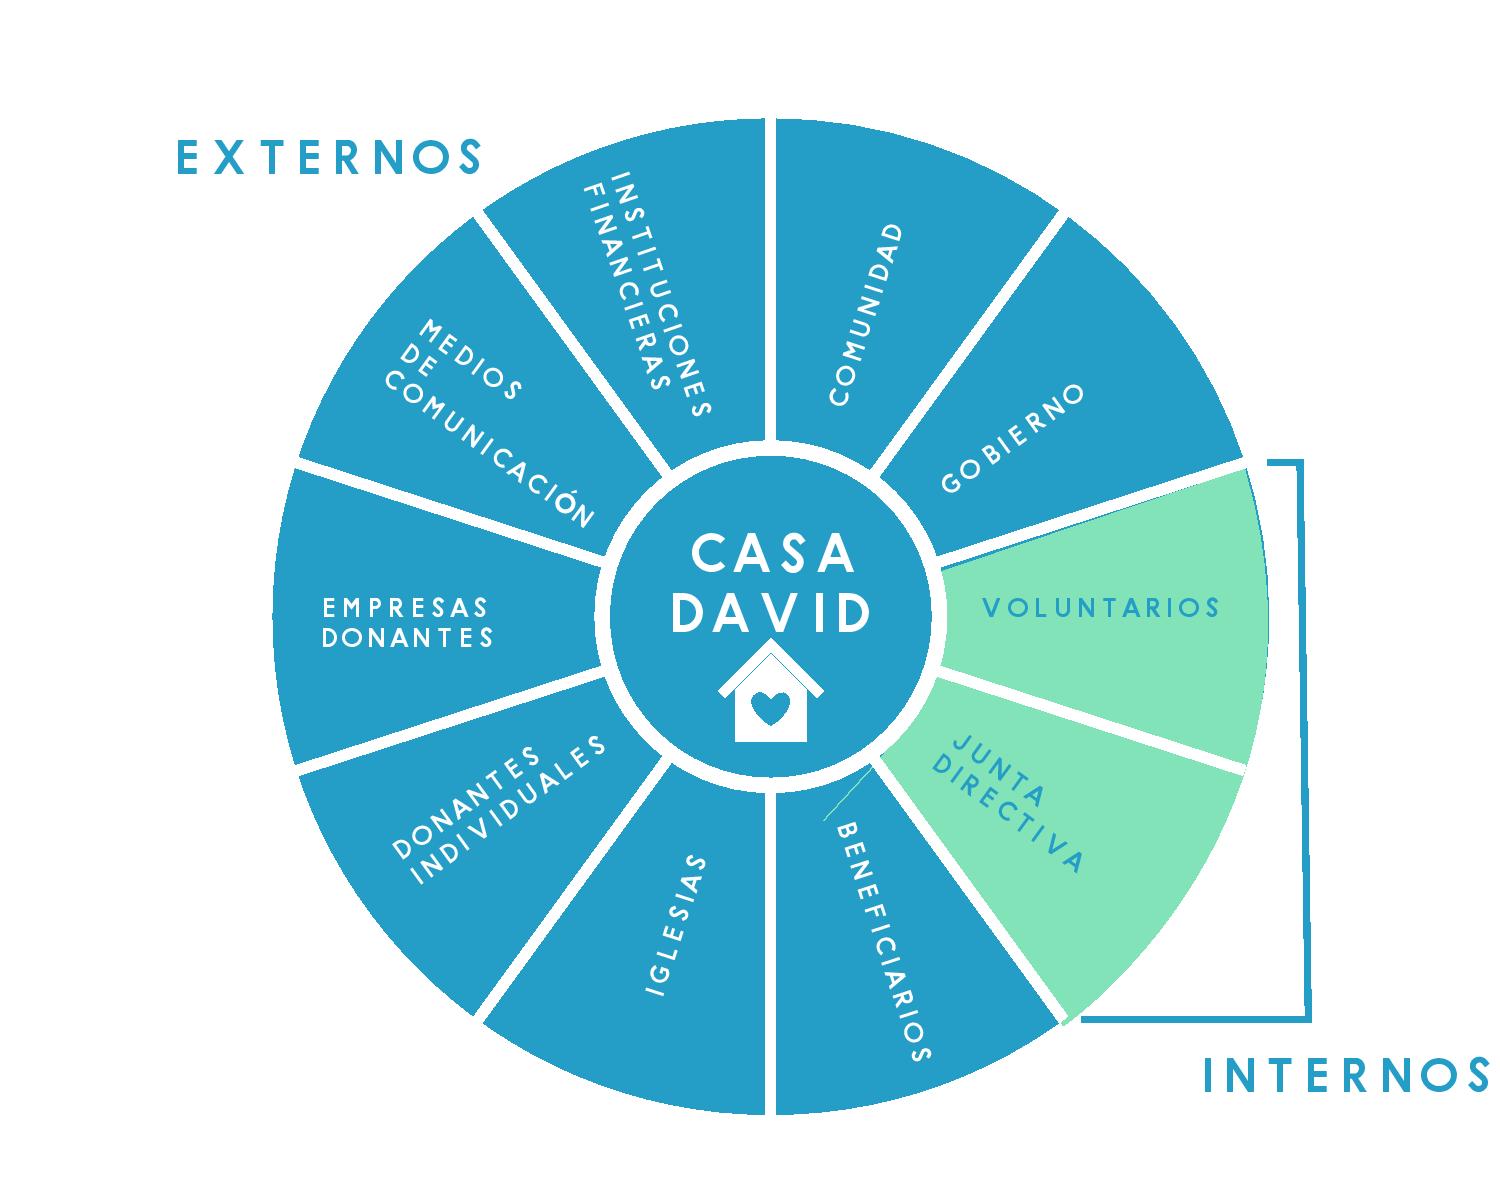 EXTERNOS
INSTITUCIONES
FINANCIERAS
COMUNIDAD
GOBIERNO
VOLUNTARIOS
JUNTA
DIRECTIVA
BENEFICIARIOS
IGLESIAS
DONANTES
INDIVIDUALES
EMPRESAS
DONANTES
MEDIOS
DE
COMUNICACIÓN
CASA
DAVID
INTERNOS